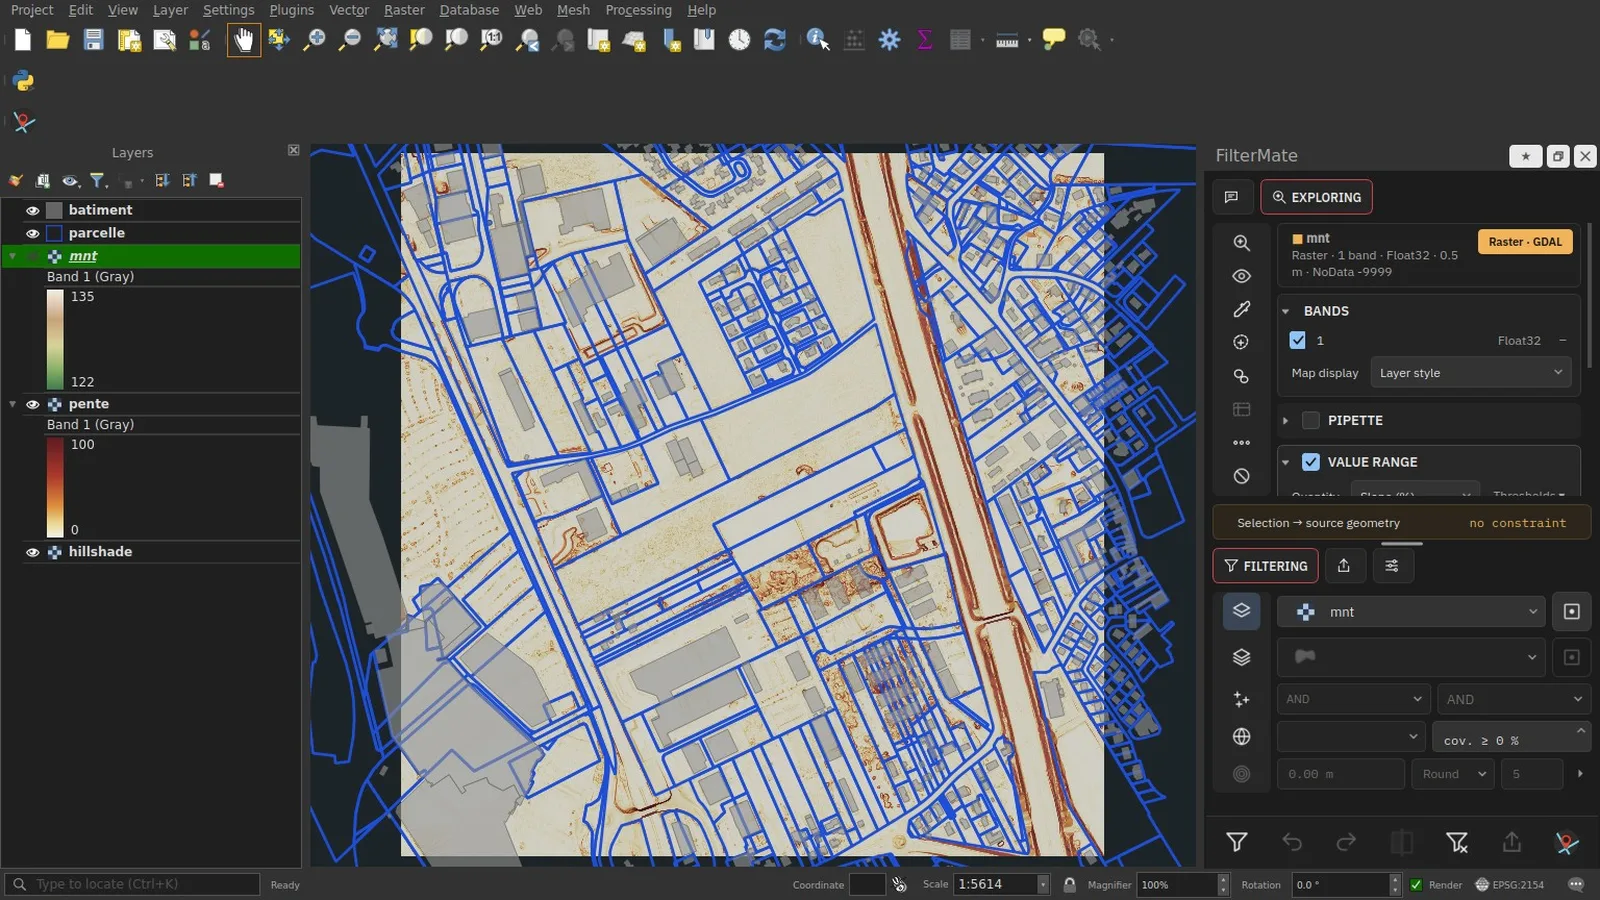 Project Edit View Layer Settings Plugins Vector Raster Database Web Mesh Processing Help
Layers
batiment
parcelle
mnt
Band 1 (Gray)
135
122
pente
Band 1 (Gray)
100
0
hillshade
FilterMate
EXPLORING
mnt
Raster · 1 band · Float32 · 0.5
m · NoData -9999
Raster · GDAL
BANDS
1 Float32 –
Map display Layer style
PIPETTE
VALUE RANGE
Quantity Slope (%) Thresholds
Selection → source geometry no constraint
FILTERING
mnt
AND AND
cov. ≥ 0 %
0.00 m Round 5
Type to locate (Ctrl+K) Ready Coordinate Scale 1:5614 Magnifier 100% Rotation 0.0 ° Render EPSG:2154